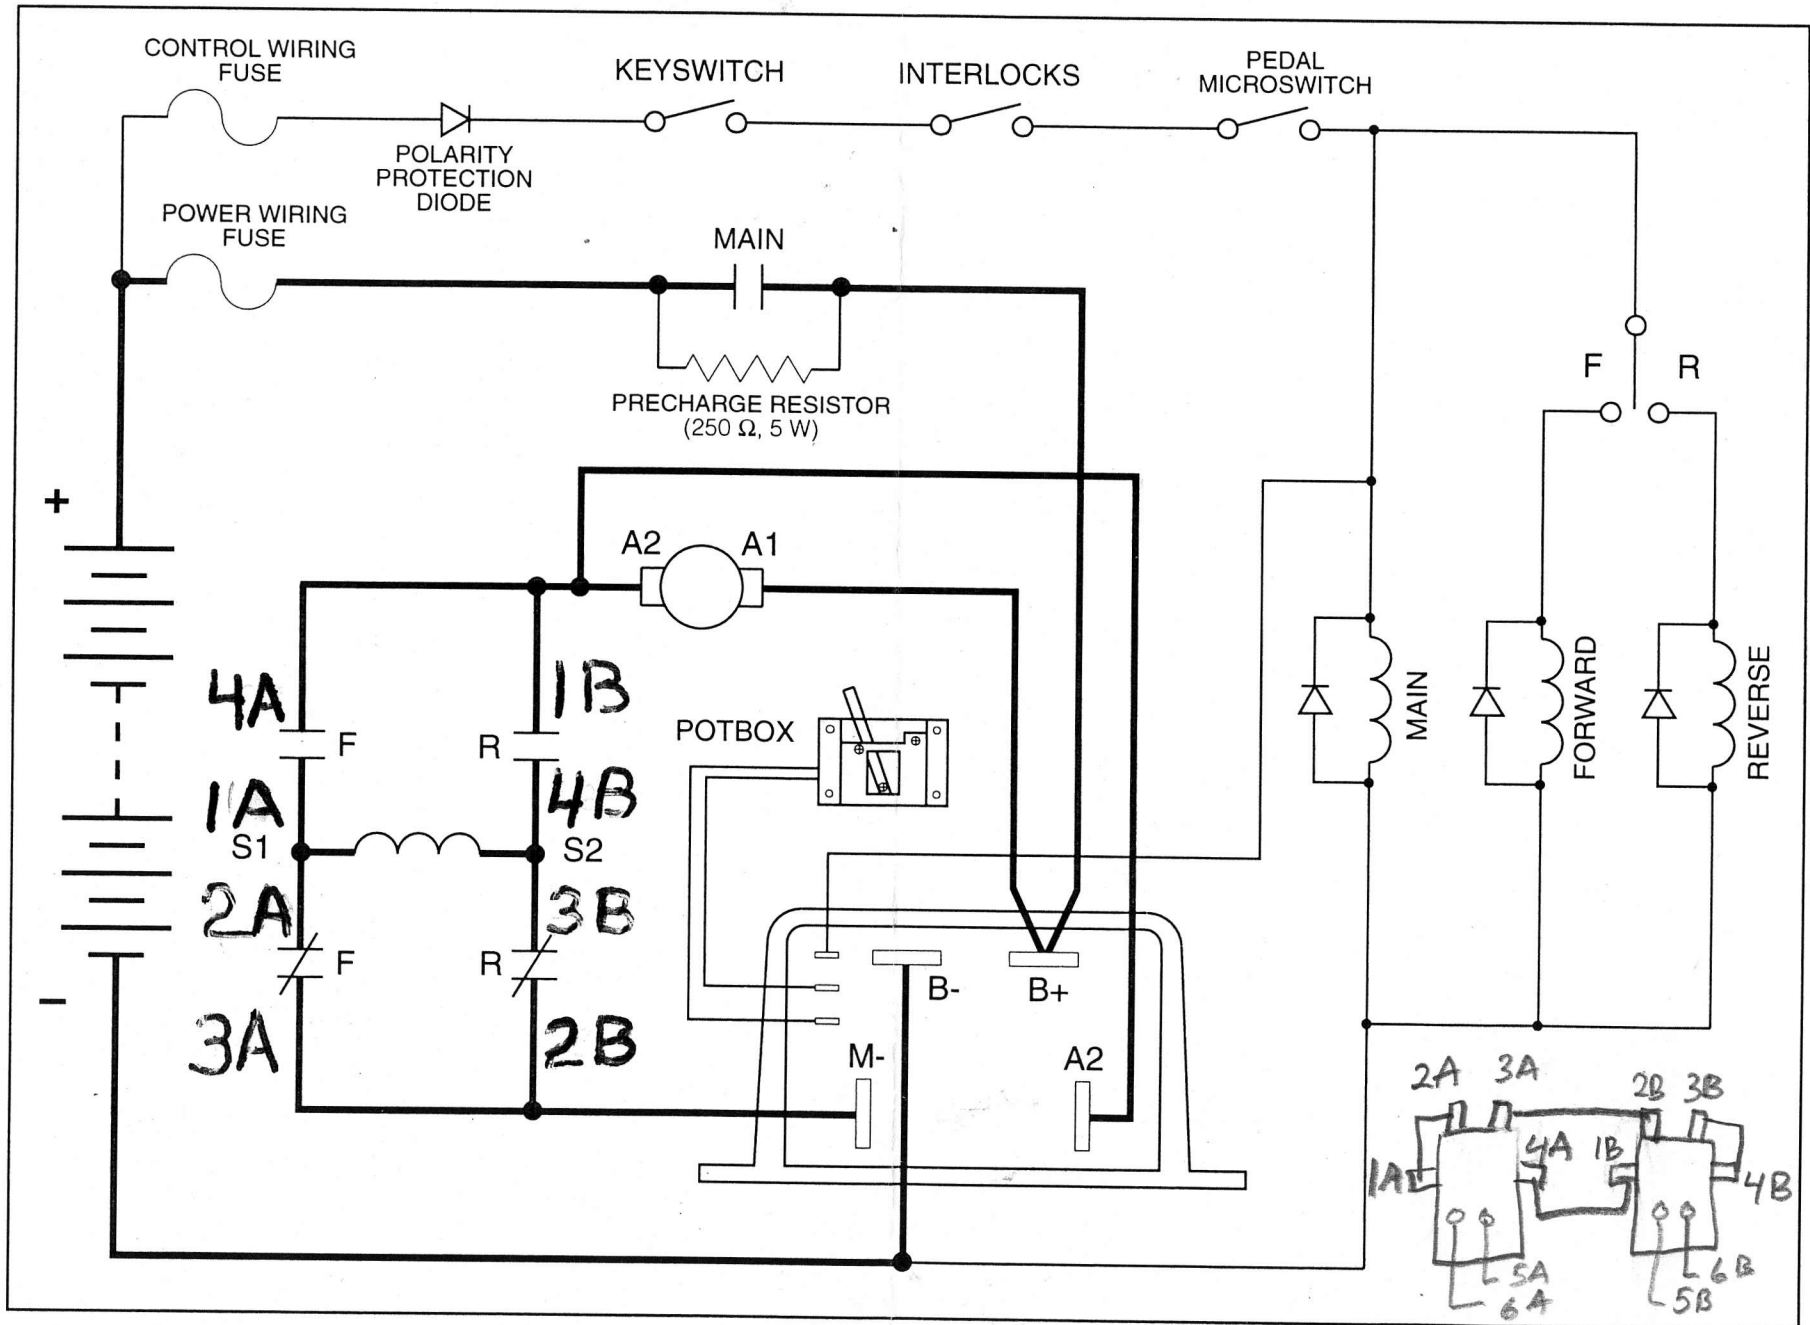 CONTROL WIRING
FUSE
KEYSWITCH
INTERLOCKS
PEDAL
MICROSWITCH
POLARITY
PROTECTION
DIODE
POWER WIRING
FUSE
MAIN
PRECHARGE RESISTOR
(250 Ω, 5 W)
F
R
+
A2
A1
4A
1B
F
R
POTBOX
MAIN
FORWARD
REVERSE
1A
4B
S1
S2
2A
3B
F
R
B-
B+
–
3A
2B
M-
A2
2A
3A
2B
3B
1A
4A
1B
4B
5A
6A
6B
5B